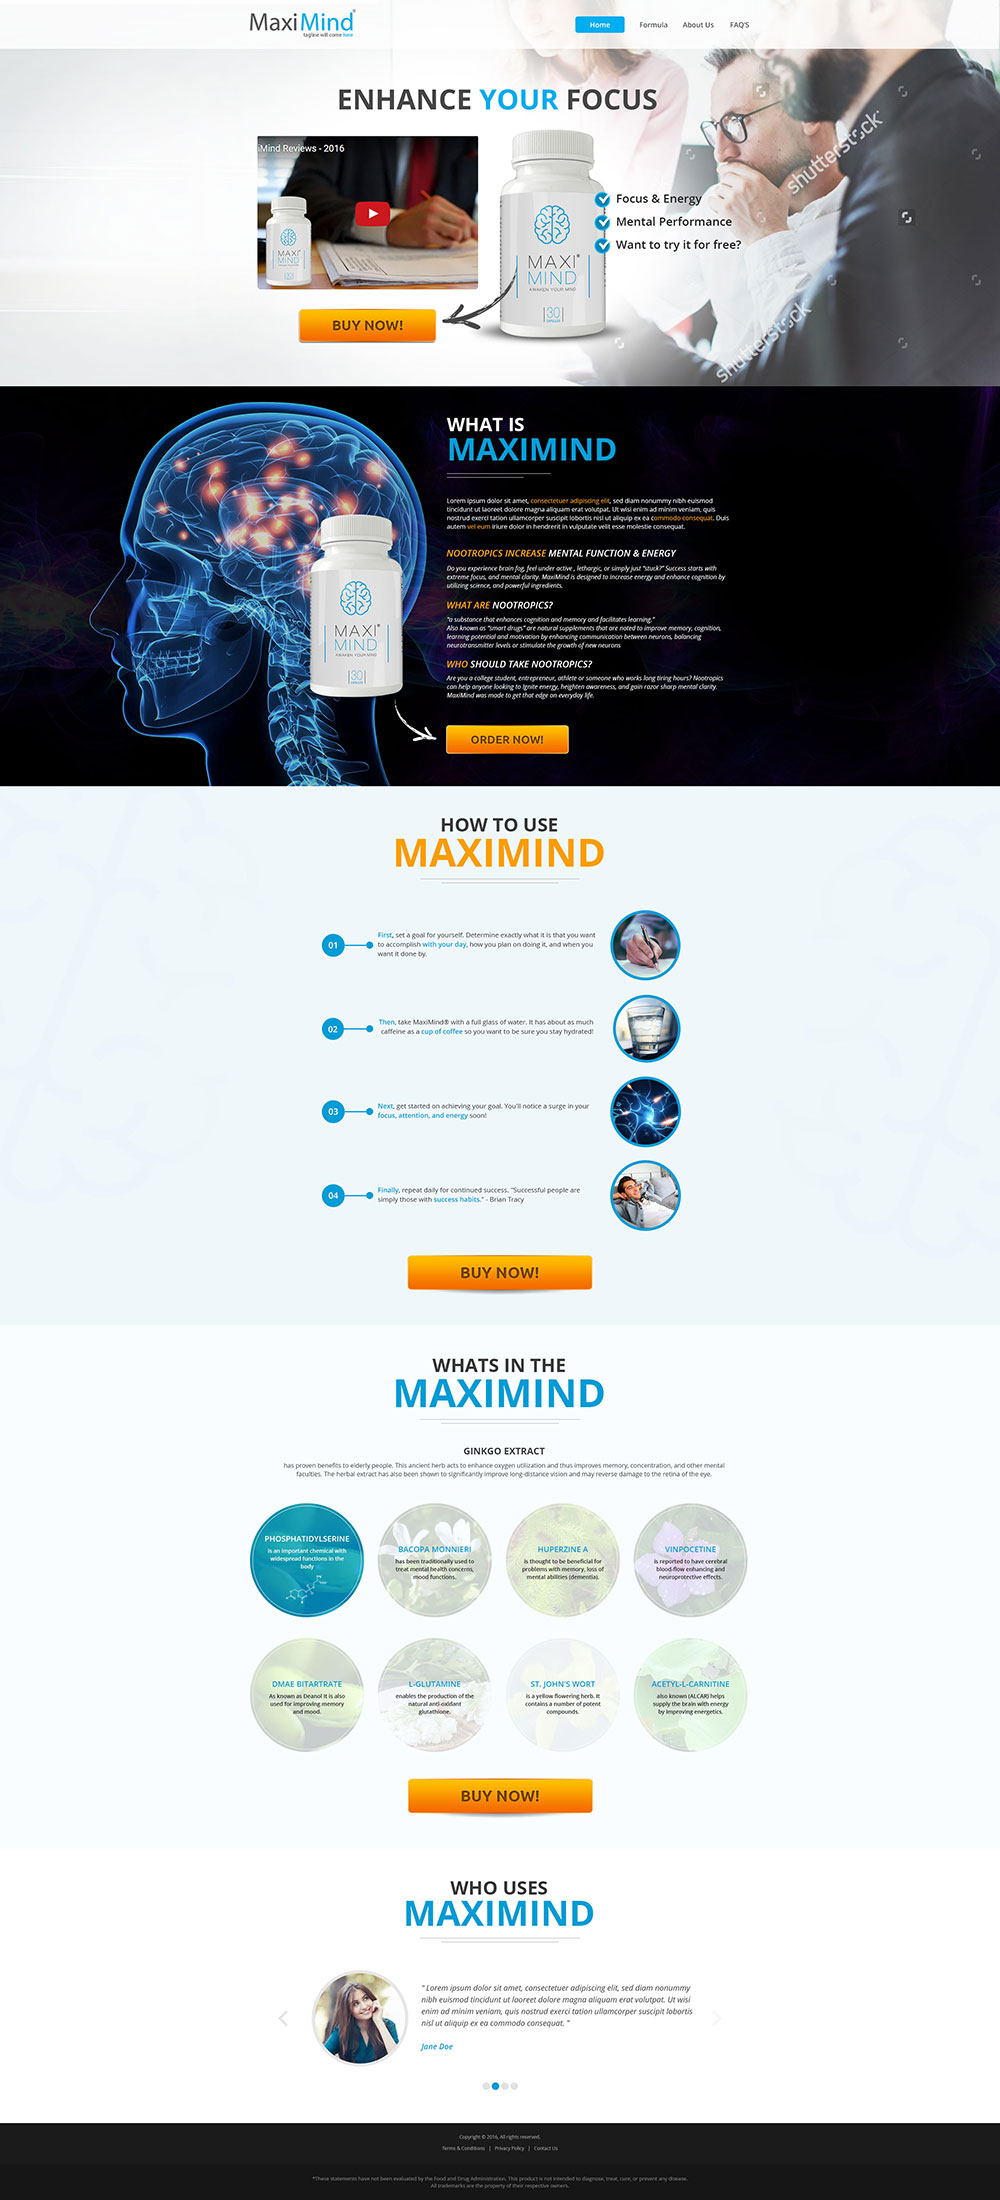 MaxiMind®
tagline will come here
Home
Formula
About Us
FAQ'S
ENHANCE YOUR FOCUS
iMind Reviews - 2016
MAXI®
MIND
AWAKEN YOUR MIND
30
CAPSULES
Focus & Energy
Mental Performance
Want to try it for free?
BUY NOW!
shutterstock
shutterstock
WHAT IS
MAXIMIND
Lorem ipsum dolor sit amet, consectetuer adipiscing elit, sed diam nonummy nibh euismod
tincidunt ut laoreet dolore magna aliquam erat volutpat. Ut wisi enim ad minim veniam, quis
nostrud exerci tation ullamcorper suscipit lobortis nisl ut aliquip ex ea commodo consequat. Duis
autem vel eum iriure dolor in henderit in vulputate velit esse molestie consequat.
NOOTROPICS INCREASE MENTAL FUNCTION & ENERGY
Do you experience brain fog, feel under active , lethargic, or simply just "stuck?" Success starts with
extreme focus, and mental clarity. MaxiMind is designed to increase energy and enhance cognition by
utilizing science, and powerful ingredients.
WHAT ARE NOOTROPICS?
"a substance that enhances cognition and memory and facilitates learning."
Also known as "smart drugs" are natural supplements that are noted to improve memory, cognition,
learning potential and motivation by enhancing communication between neurons, balancing
neurotransmitter levels or stimulate the growth of new neurons
WHO SHOULD TAKE NOOTROPICS?
Are you a college student, entrepreneur, athlete or someone who works long tiring hours? Nootropics
can help anyone looking to Ignite energy, heighten awareness, and gain razor sharp mental clarity.
MaxiMind was made to get that edge on everyday life.
MAXI®
MIND
AWAKEN YOUR MIND
30
CAPSULES
ORDER NOW!
HOW TO USE
MAXIMIND
01
First, set a goal for yourself. Determine exactly what it is that you want
to accomplish with your day, how you plan on doing it, and when you
want it done by.
02
Then, take MaxiMind® with a full glass of water. It has about as much
caffeine as a cup of coffee so you want to be sure you stay hydrated!
03
Next, get started on achieving your goal. You'll notice a surge in your
focus, attention, and energy soon!
04
Finally, repeat daily for continued success. "Successful people are
simply those with success habits." - Brian Tracy
BUY NOW!
WHATS IN THE
MAXIMIND
GINKGO EXTRACT
has proven benefits to elderly people. This ancient herb acts to enhance oxygen utilization and thus improves memory, concentration, and other mental
faculties. The herbal extract has also been shown to significantly improve long-distance vision and may reverse damage to the retina of the eye.
PHOSPHATIDYLSERINE
is an important chemical with
widespread functions in the
body
BACOPA MONNIERI
has been traditionally used to
treat mental health concerns,
mood functions.
HUPERZINE A
is thought to be beneficial for
problems with memory, loss of
mental abilities (dementia).
VINPOCETINE
is reported to have cerebral
blood-flow enhancing and
neuroprotective effects.
DMAE BITARTRATE
As known as Deanol It is also
used for improving memory
and mood.
L-GLUTAMINE
enables the production of the
natural anti-oxidant
glutathione.
ST. JOHN'S WORT
is a yellow flowering herb. It
contains a number of potent
compounds.
ACETYL-L-CARNITINE
also known (ALCAR) helps
supply the brain with energy
by improving energetics.
BUY NOW!
WHO USES
MAXIMIND
" Lorem ipsum dolor sit amet, consectetuer adipiscing elit, sed diam nonummy
nibh euismod tincidunt ut laoreet dolore magna aliquam erat volutpat. Ut wisi
enim ad minim veniam, quis nostrud exerci tation ullamcorper suscipit lobortis
nisl ut aliquip ex ea commodo consequat. "
Jane Doe
Copyright © 2016, All rights reserved.
Terms & Conditions | Privacy Policy | Contact Us
*These statements have not been evaluated by the Food and Drug Administration. This product is not intended to diagnose, treat, cure, or prevent any disease.
All trademarks are the property of their respective owners.